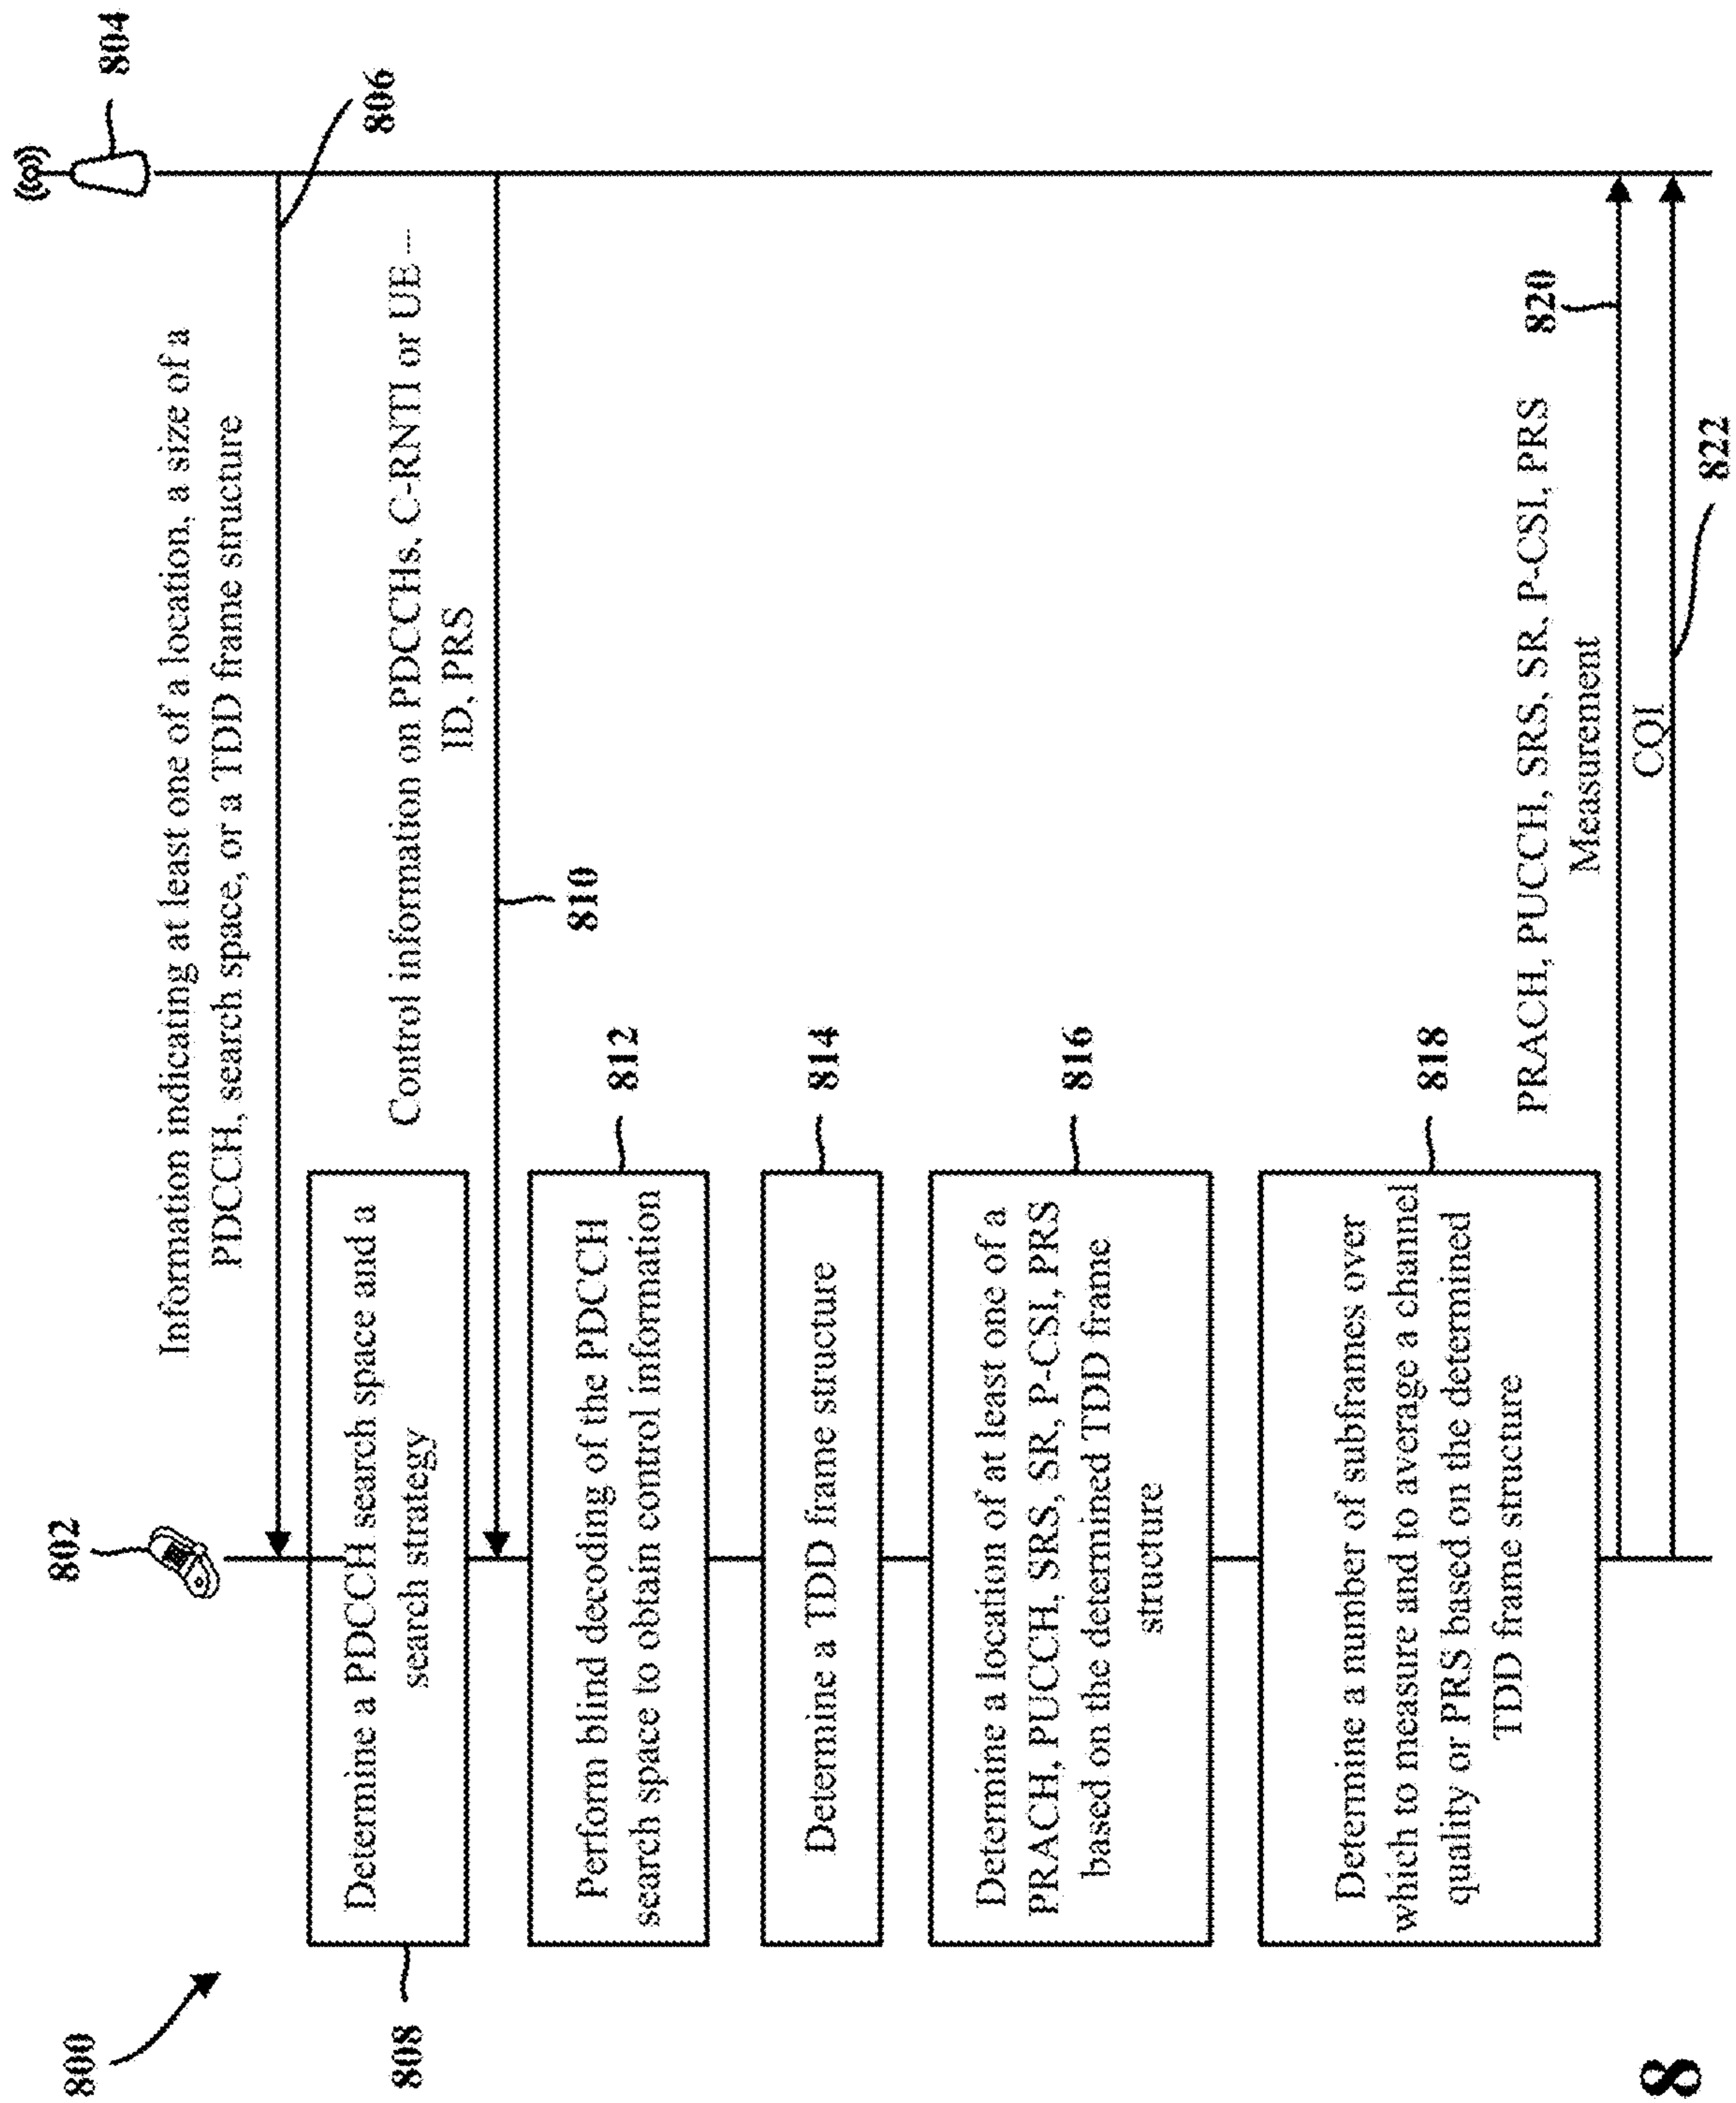 800
802
804
Information indicating at least one of a location, a size of a
PDCCH, search space, or a TDD frame structure
806
808
Determine a PDCCH search space and a
search strategy
Control information on PDCCHs, C-RNTI or UE—
ID, PRS
810
Perform blind decoding of the PDCCH
search space to obtain control information
812
Determine a TDD frame structure
814
Determine a location of at least one of a
PRACH, PUCCH, SRS, SR, P-CSI, PRS
based on the determined TDD frame
structure
816
Determine a number of subframes over
which to measure and to average a channel
quality or PRS based on the determined
TDD frame structure
818
PRACH, PUCCH, SRS, SR, P-CSI, PRS
Measurement
820
CQI
822
8